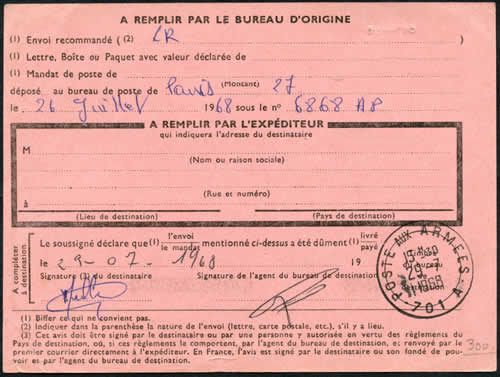 A REMPLIR PAR LE BUREAU D'ORIGINE
(1) Envoi recommandé ( (2) LR )
(1) Lettre, Boîte ou Paquet avec valeur déclarée de
(1) Mandat de poste de
(Montant)
déposé au bureau de poste de Paris 27
le 26 Juillet 1968 sous le n° 6868 AP
A REMPLIR PAR L'EXPÉDITEUR
qui indiquera l'adresse du destinataire
M
(Nom ou raison sociale)
(Rue et numéro)
à
(Lieu de destination) (Pays de destination)
A compléter à destination
Le soussigné déclare que (1) l'envoi / le mandat mentionné ci-dessus a été dûment (1) livré / payé
le 29-07-1968 19
Signature (3) du destinataire Signature de l'agent du bureau de destination
POSTE AUX ARMEES
29-7
1968
701 A
(1) Biffer ce qui ne convient pas.
(2) Indiquer dans la parenthèse la nature de l'envoi (lettre, carte postale, etc.), s'il y a lieu.
(3) Cet avis doit être signé par le destinataire ou par une personne y autorisée en vertu des règlements du
Pays de destination, où, si ces règlements le comportent, par l'agent du bureau de destination, et renvoyé par le
premier courrier directement à l'expéditeur. En France, l'avis est signé par le destinataire ou son fondé de pouvoir et par l'agent du bureau de destination.
300